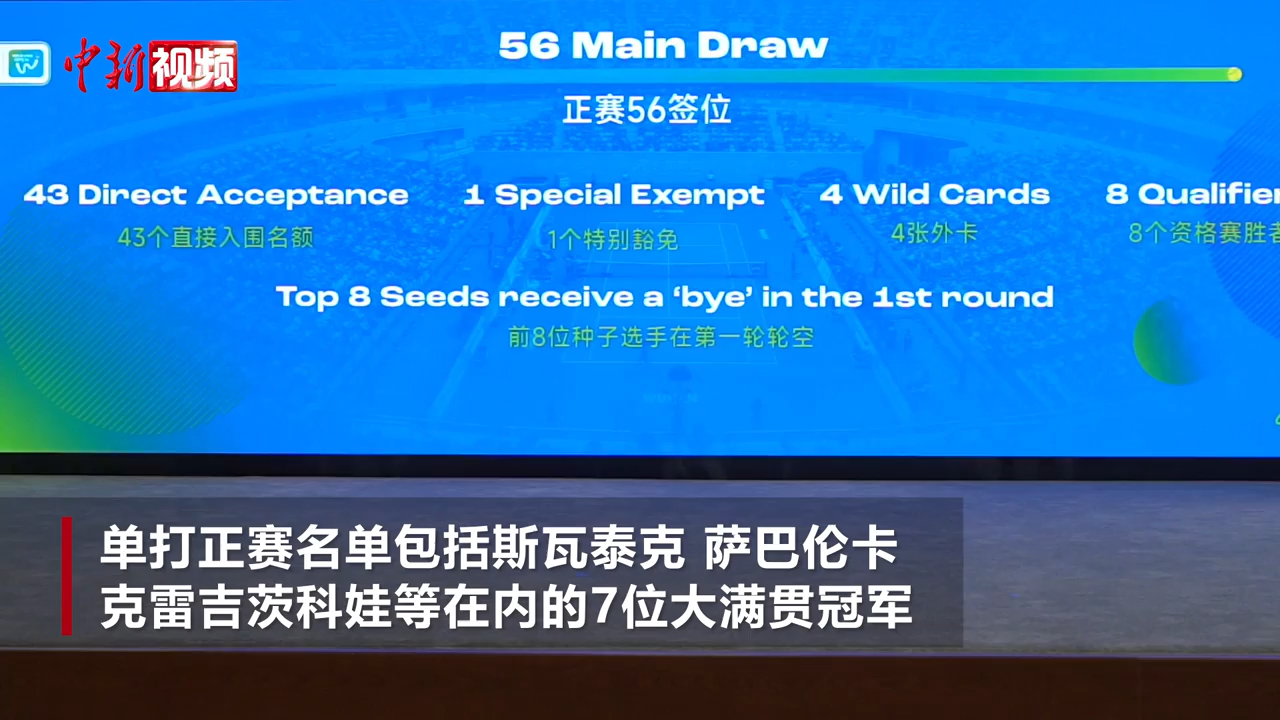 中新视频
56 Main Draw
正赛56签位
43 Direct Acceptance
1 Special Exempt
4 Wild Cards
8 Qualifier
43个直接入围名额
1个特别豁免
4张外卡
8个资格赛胜者
Top 8 Seeds receive a ‘bye’ in the 1st round
前8位种子选手在第一轮轮空
单打正赛名单包括斯瓦泰克 萨巴伦卡
克雷吉茨科娃等在内的7位大满贯冠军